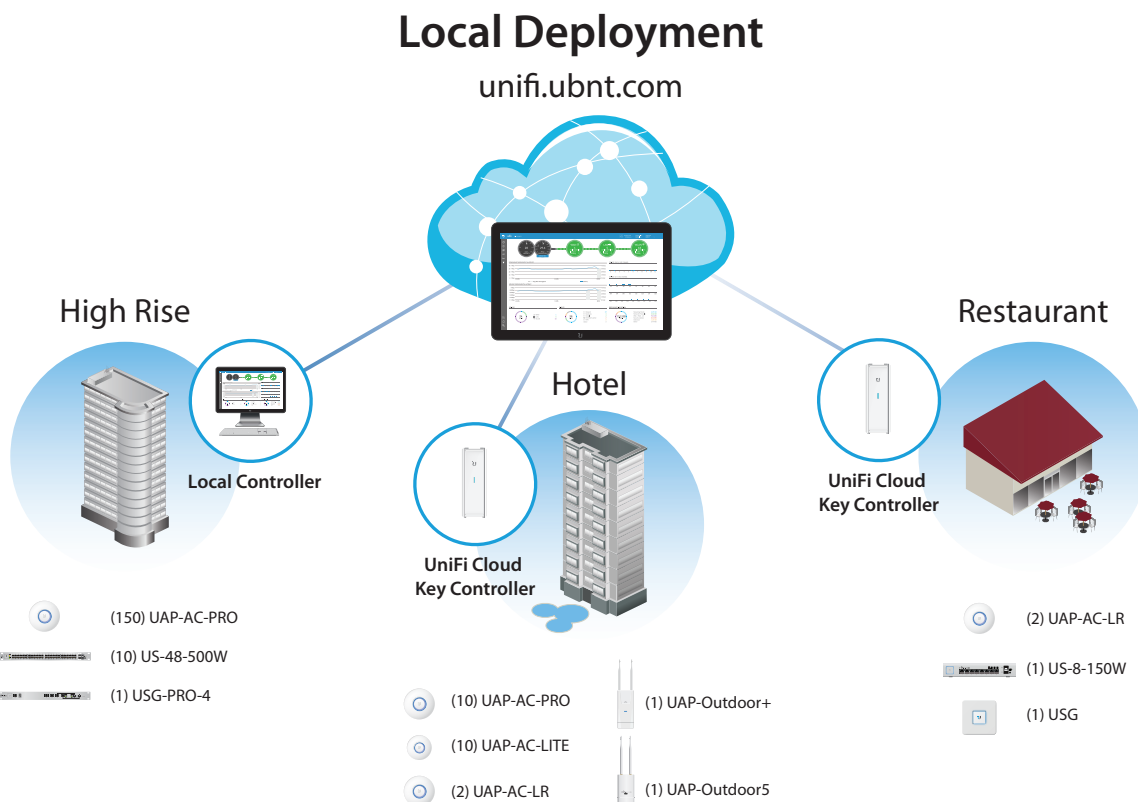 Local Deployment
unifi.ubnt.com
High Rise
Local Controller
(150) UAP-AC-PRO
(10) US-48-500W
(1) USG-PRO-4
Hotel
UniFi Cloud
Key Controller
(10) UAP-AC-PRO
(10) UAP-AC-LITE
(2) UAP-AC-LR
(1) UAP-Outdoor+
(1) UAP-Outdoor5
Restaurant
UniFi Cloud
Key Controller
(2) UAP-AC-LR
(1) US-8-150W
(1) USG